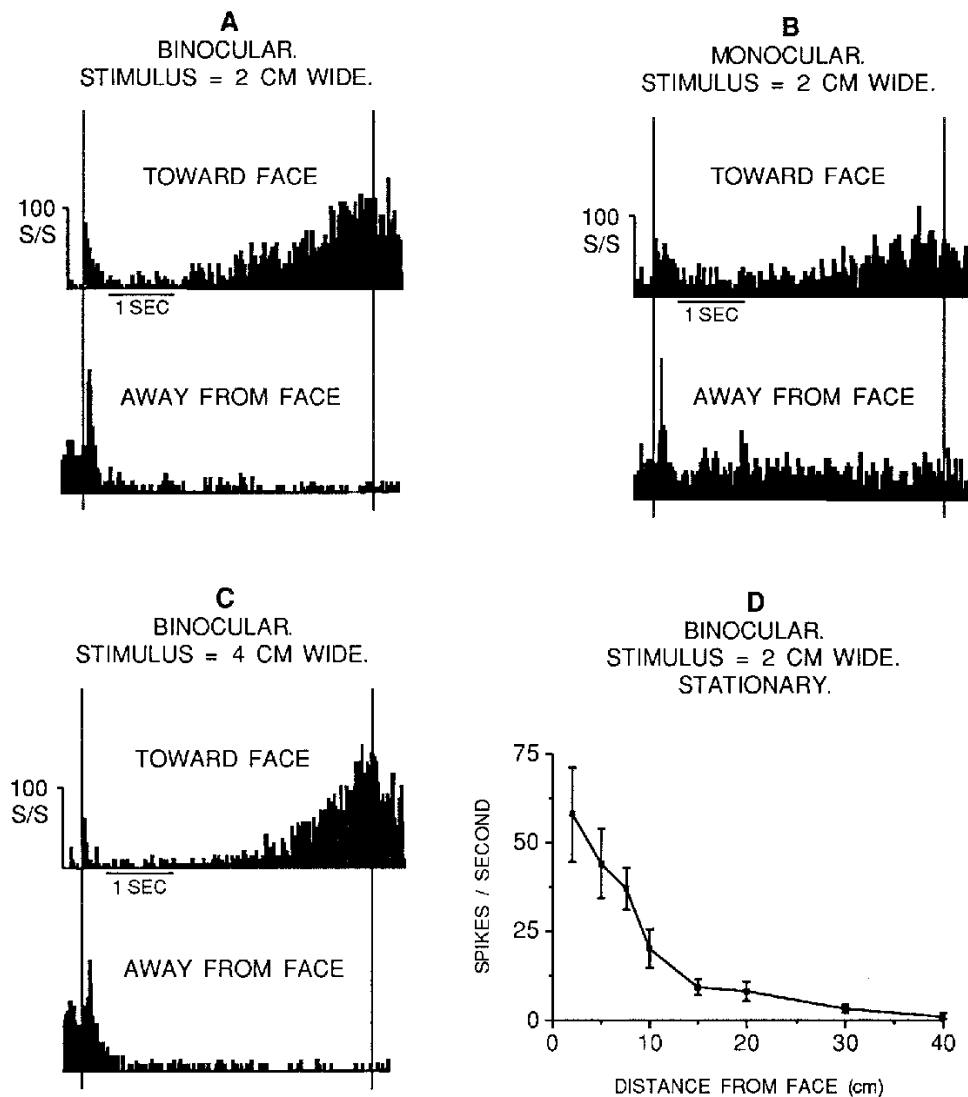 A
BINOCULAR.
STIMULUS = 2 CM WIDE.
TOWARD FACE
100
S/S
1 SEC
AWAY FROM FACE
B
MONOCULAR.
STIMULUS = 2 CM WIDE.
TOWARD FACE
100
S/S
1 SEC
AWAY FROM FACE
C
BINOCULAR.
STIMULUS = 4 CM WIDE.
TOWARD FACE
100
S/S
1 SEC
AWAY FROM FACE
D
BINOCULAR.
STIMULUS = 2 CM WIDE.
STATIONARY.
75
50
25
0
SPIKES / SECOND
0 10 20 30 40
DISTANCE FROM FACE (cm)